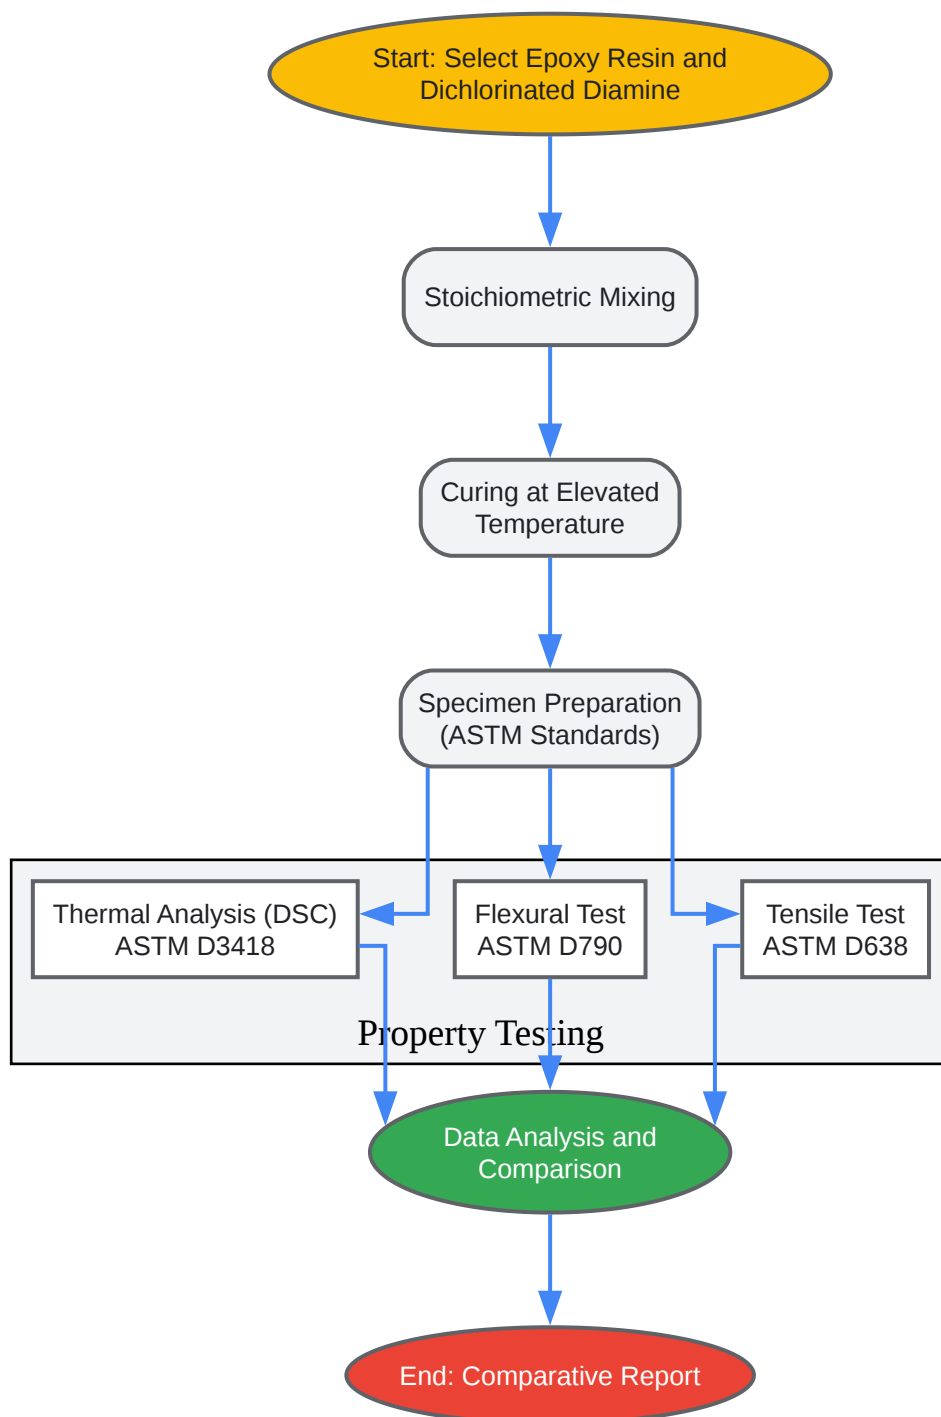 Start: Select Epoxy Resin and
Dichlorinated Diamine
Stoichiometric Mixing
Curing at Elevated
Temperature
Specimen Preparation
(ASTM Standards)
Thermal Analysis (DSC)
ASTM D3418
Flexural Test
ASTM D790
Tensile Test
ASTM D638
Property Testing
Data Analysis and
Comparison
End: Comparative Report